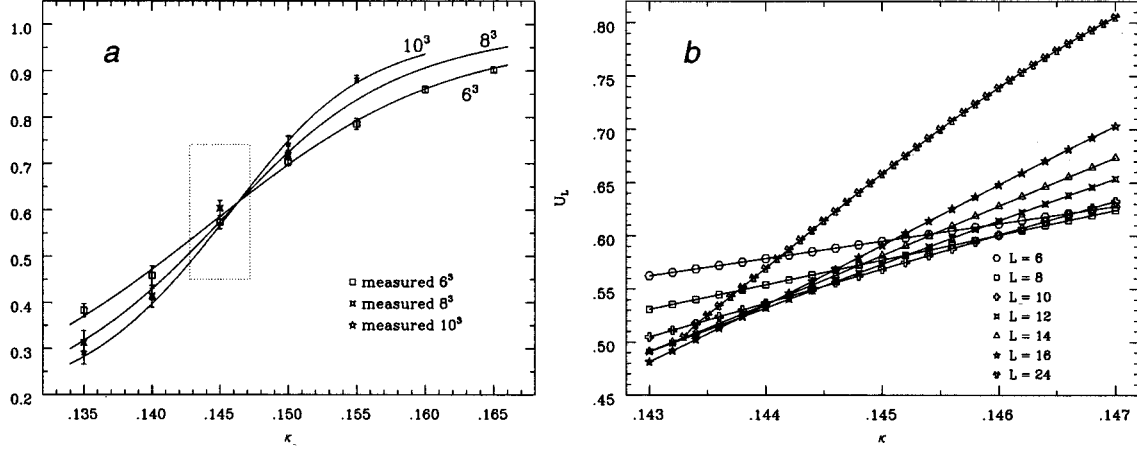 a
1.0
0.9
0.8
0.7
0.6
0.5
0.4
0.3
0.2
10³
8³
6³
measured 6³
measured 8³
measured 10³
.135
.140
.145
.150
.155
.160
.165
κ
b
U_L
.80
.75
.70
.65
.60
.55
.50
.45
L = 6
L = 8
L = 10
L = 12
L = 14
L = 16
L = 24
.143
.144
.145
.146
.147
κ